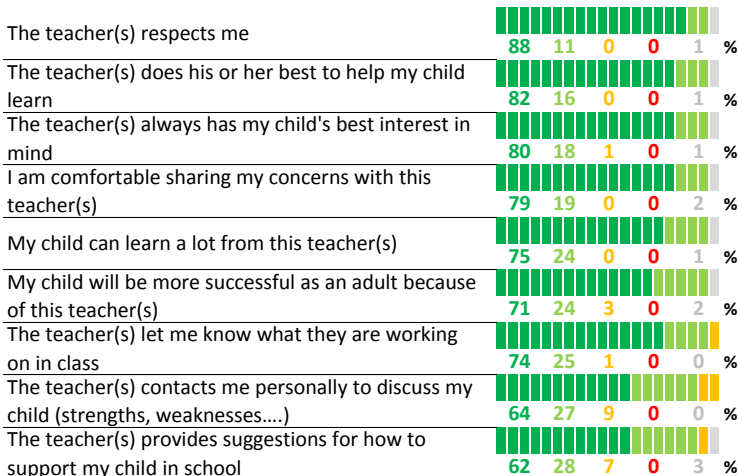 The teacher(s) respects me
88 11 0 0 1 %
The teacher(s) does his or her best to help my child
learn
82 16 0 0 1 %
The teacher(s) always has my child's best interest in
mind
80 18 1 0 1 %
I am comfortable sharing my concerns with this
teacher(s)
79 19 0 0 2 %
My child can learn a lot from this teacher(s)
75 24 0 0 1 %
My child will be more successful as an adult because
of this teacher(s)
71 24 3 0 2 %
The teacher(s) let me know what they are working
on in class
74 25 1 0 0 %
The teacher(s) contacts me personally to discuss my
child (strengths, weaknesses….)
64 27 9 0 0 %
The teacher(s) provides suggestions for how to
support my child in school
62 28 7 0 3 %